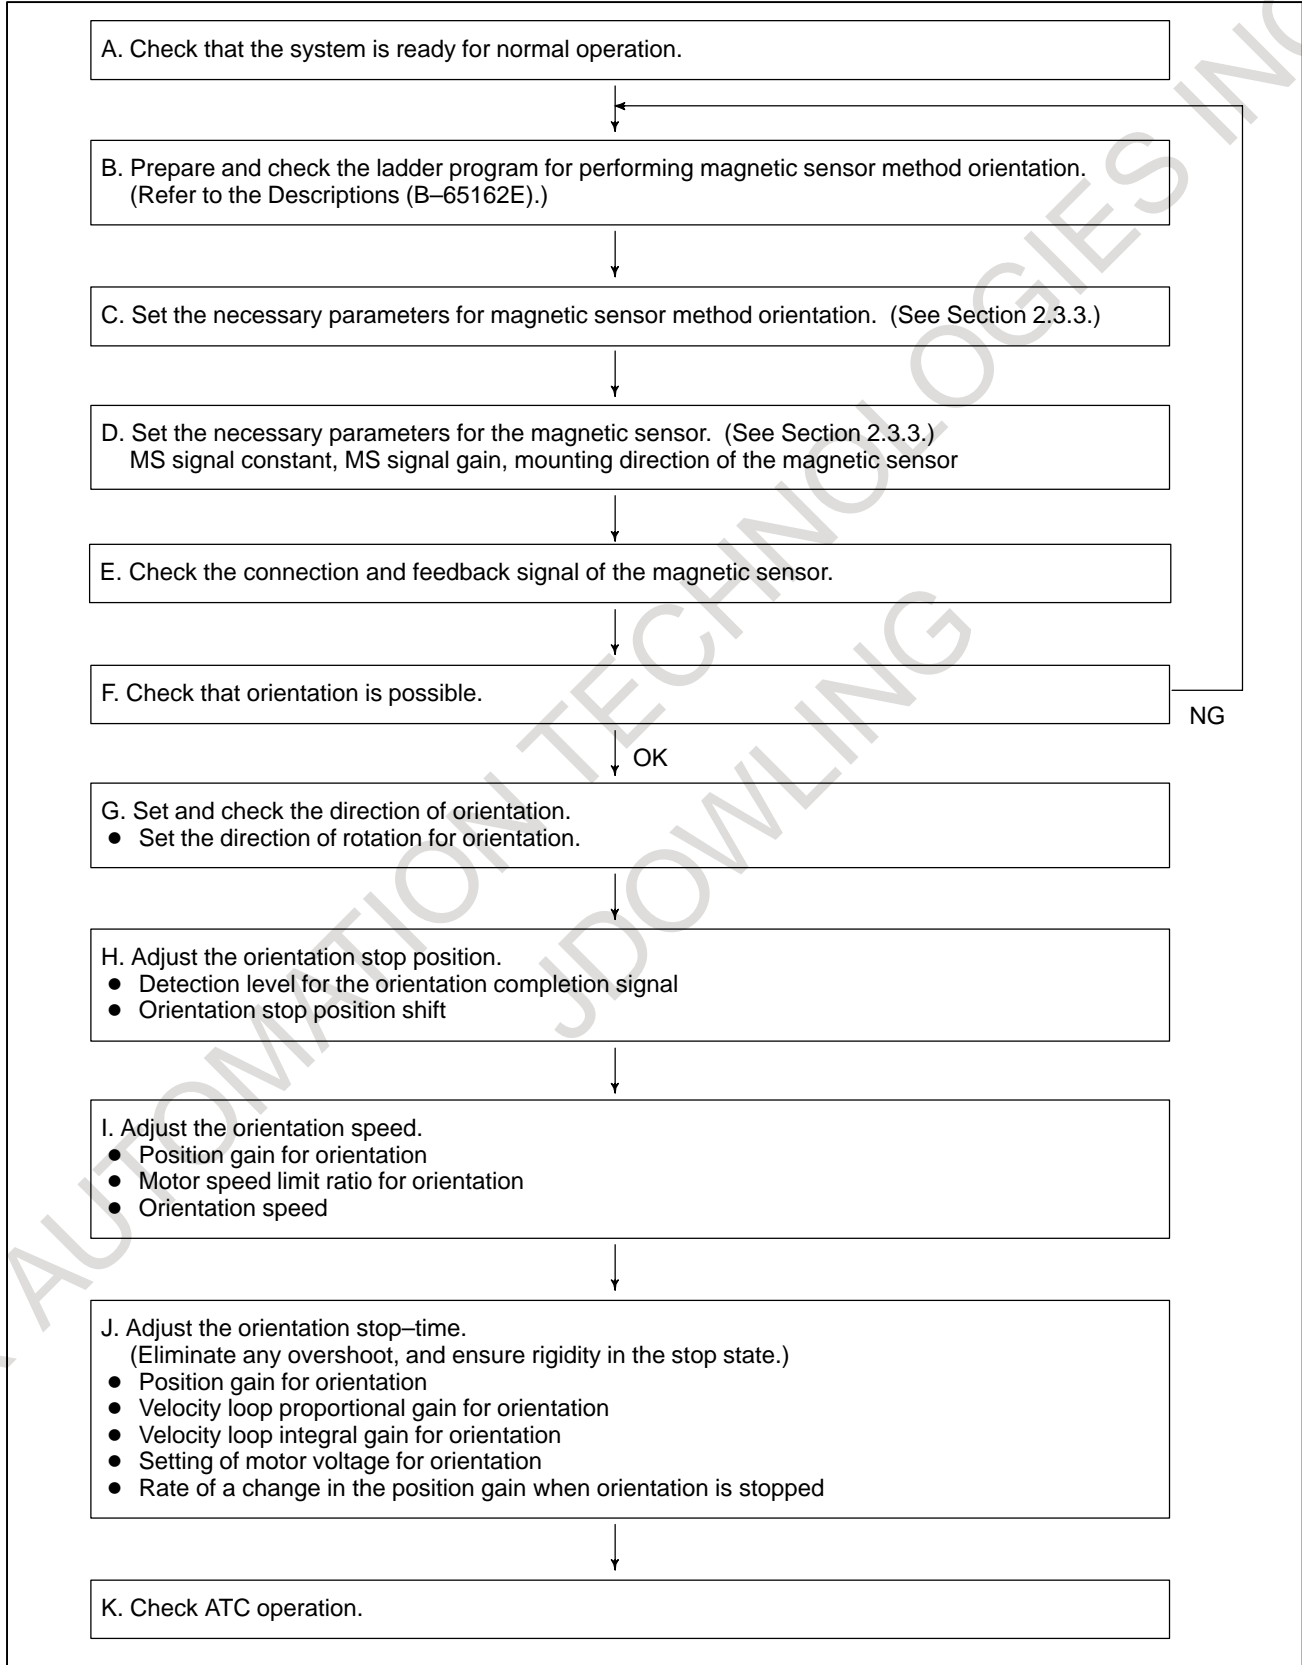 A. Check that the system is ready for normal operation.
B. Prepare and check the ladder program for performing magnetic sensor method orientation.
(Refer to the Descriptions (B–65162E).)
C. Set the necessary parameters for magnetic sensor method orientation. (See Section 2.3.3.)
D. Set the necessary parameters for the magnetic sensor. (See Section 2.3.3.)
MS signal constant, MS signal gain, mounting direction of the magnetic sensor
E. Check the connection and feedback signal of the magnetic sensor.
F. Check that orientation is possible.
NG
OK
G. Set and check the direction of orientation.
● Set the direction of rotation for orientation.
H. Adjust the orientation stop position.
● Detection level for the orientation completion signal
● Orientation stop position shift
I. Adjust the orientation speed.
● Position gain for orientation
● Motor speed limit ratio for orientation
● Orientation speed
J. Adjust the orientation stop–time.
(Eliminate any overshoot, and ensure rigidity in the stop state.)
● Position gain for orientation
● Velocity loop proportional gain for orientation
● Velocity loop integral gain for orientation
● Setting of motor voltage for orientation
● Rate of a change in the position gain when orientation is stopped
K. Check ATC operation.
AUTOMATION TECHNOLOGIES INC
JDOWLING